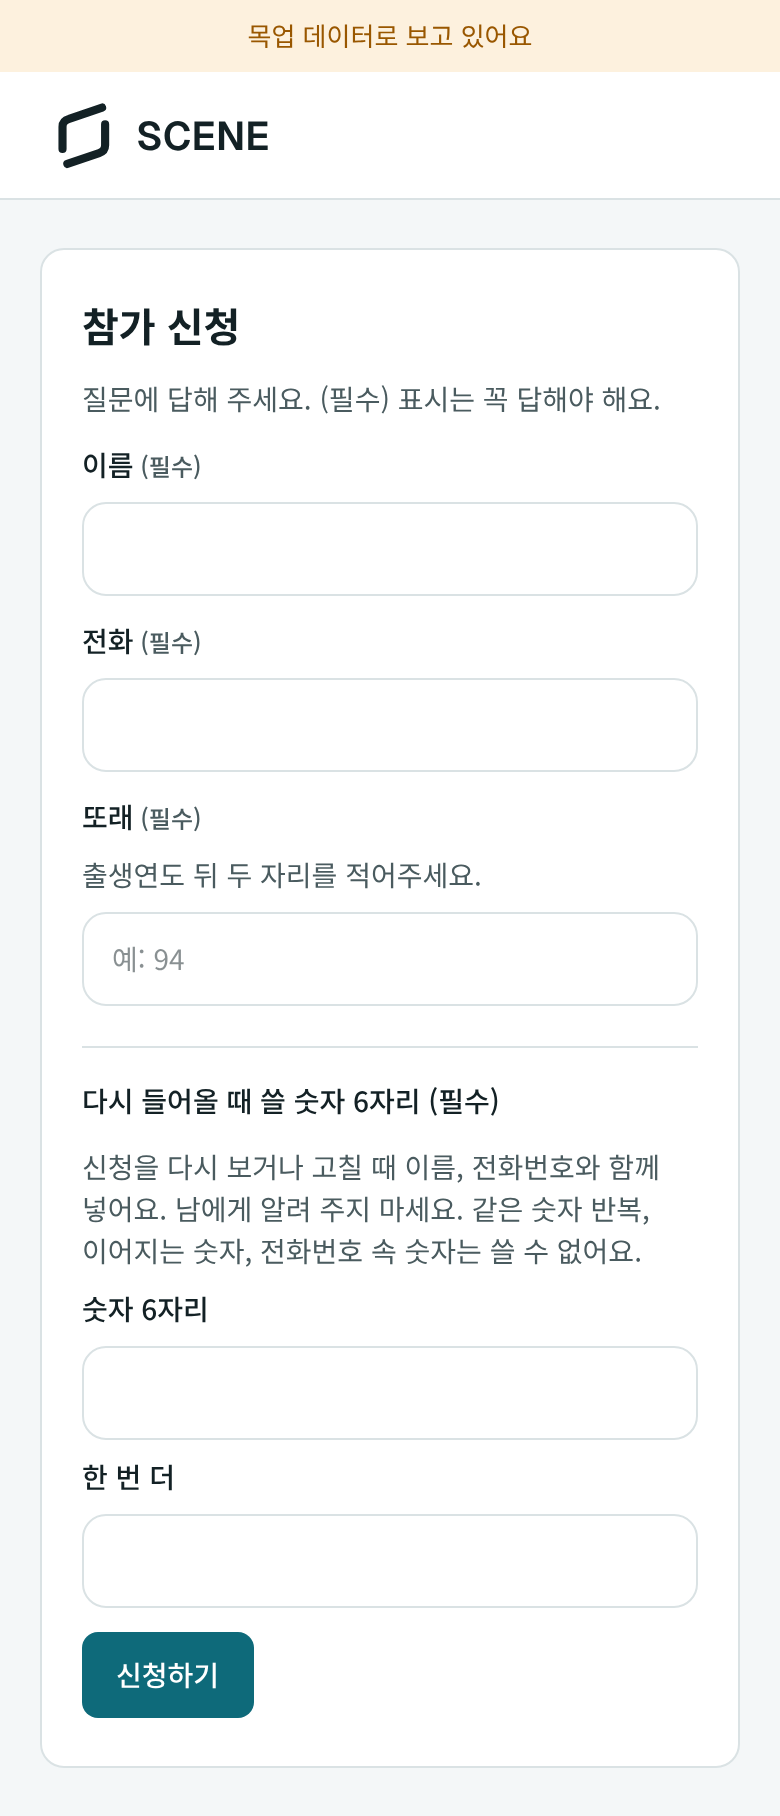 목업 데이터로 보고 있어요
SCENE
참가 신청
질문에 답해 주세요. (필수) 표시는 꼭 답해야 해요.
이름 (필수)
전화 (필수)
또래 (필수)
출생연도 뒤 두 자리를 적어주세요.
예: 94
다시 들어올 때 쓸 숫자 6자리 (필수)
신청을 다시 보거나 고칠 때 이름, 전화번호와 함께
넣어요. 남에게 알려 주지 마세요. 같은 숫자 반복,
이어지는 숫자, 전화번호 속 숫자는 쓸 수 없어요.
숫자 6자리
한 번 더
신청하기